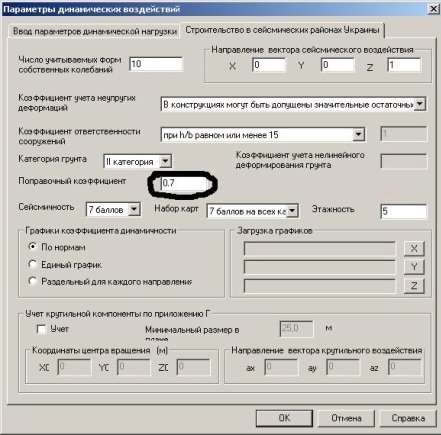 Параметры динамических воздействий
Ввод параметров динамической нагрузки Строительство в сейсмических районах Украины
Число учитываемых форм собственных колебаний 10
Направление вектора сейсмического воздействия
X 0 Y 0 Z 1
Коэффициент учета неупругих деформаций В конструкциях могут быть допущены значительные остаточны
Коэффициент ответственности сооружений при h/b равном или менее 15 1
Категория грунта II категория Коэффициент учета нелинейного деформирования грунта
Поправочный коэффициент 0.7
Сейсмичность 7 баллов Набор карт 7 баллов на всех ка Этажность 5
Графики коэффициента динамичности
По нормам
Единый график
Раздельный для каждого направления
Загрузка графиков
X
Y
Z
Учет крутильной компоненты по приложению Г
Учет Минимальный размер в плане 25,0 м
Координаты центра вращения (м)
X0 0 Y0 0 Z0 0
Направление вектора крутильного воздействия
ax 0 ay 0 az 0
OK Отмена Справка